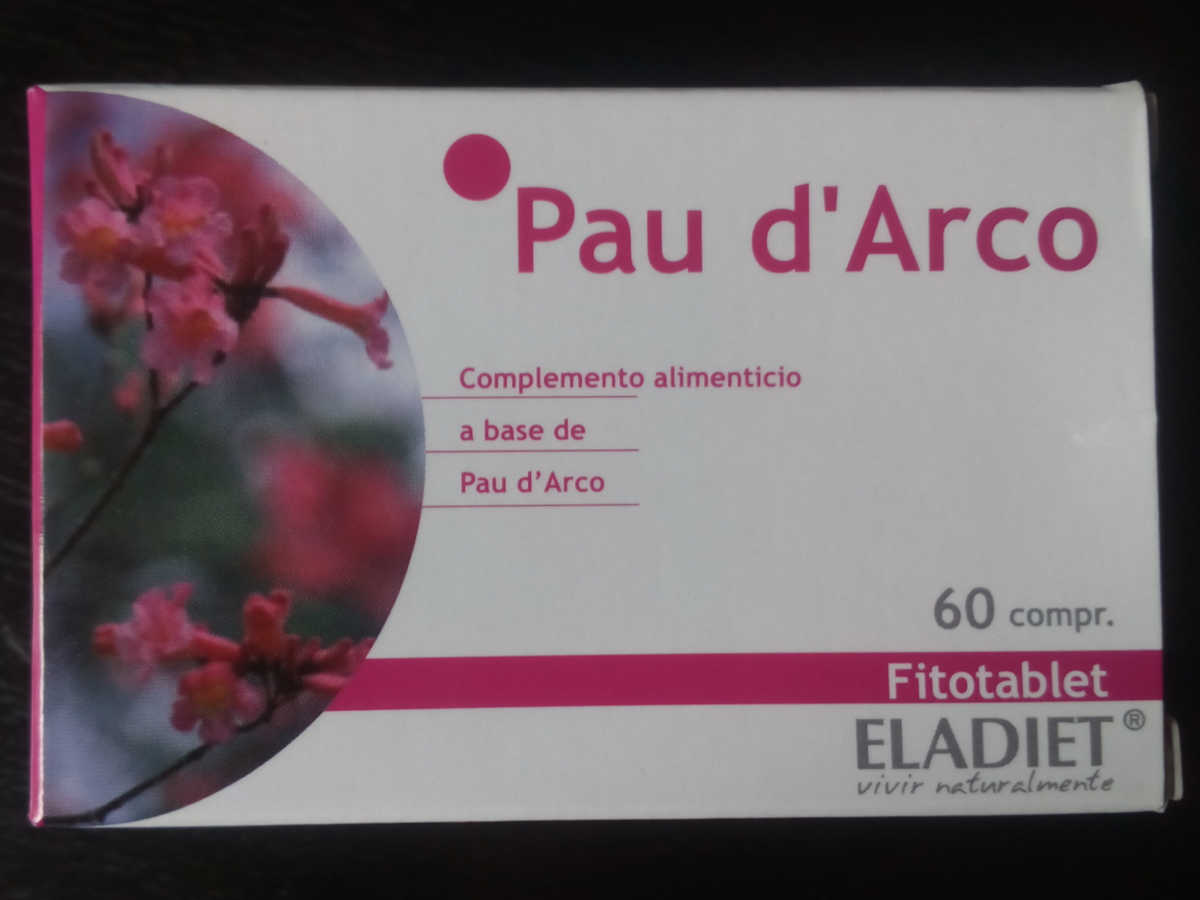 Pau d'Arco
Complemento alimenticio
a base de
Pau d’Arco
60 compr.
Fitotablet
ELADIET®
vivir naturalmente